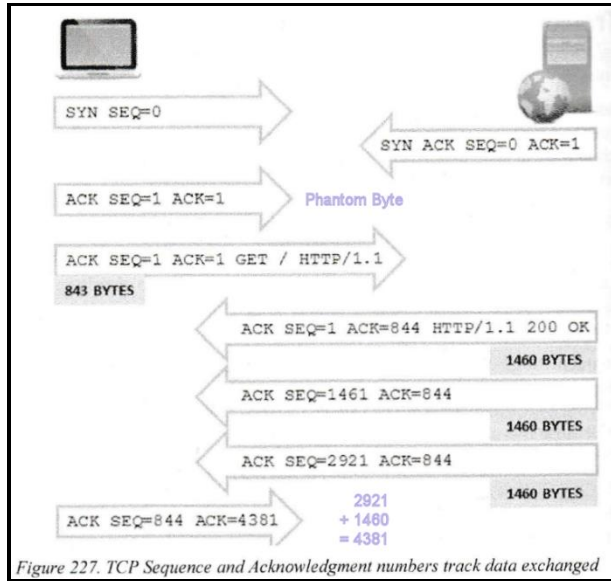 SYN SEQ=0
SYN ACK SEQ=0 ACK=1
ACK SEQ=1 ACK=1
Phantom Byte
ACK SEQ=1 ACK=1 GET / HTTP/1.1
843 BYTES
ACK SEQ=1 ACK=844 HTTP/1.1 200 OK
1460 BYTES
ACK SEQ=1461 ACK=844
1460 BYTES
ACK SEQ=2921 ACK=844
1460 BYTES
ACK SEQ=844 ACK=4381
2921
+ 1460
= 4381
Figure 227. TCP Sequence and Acknowledgment numbers track data exchanged